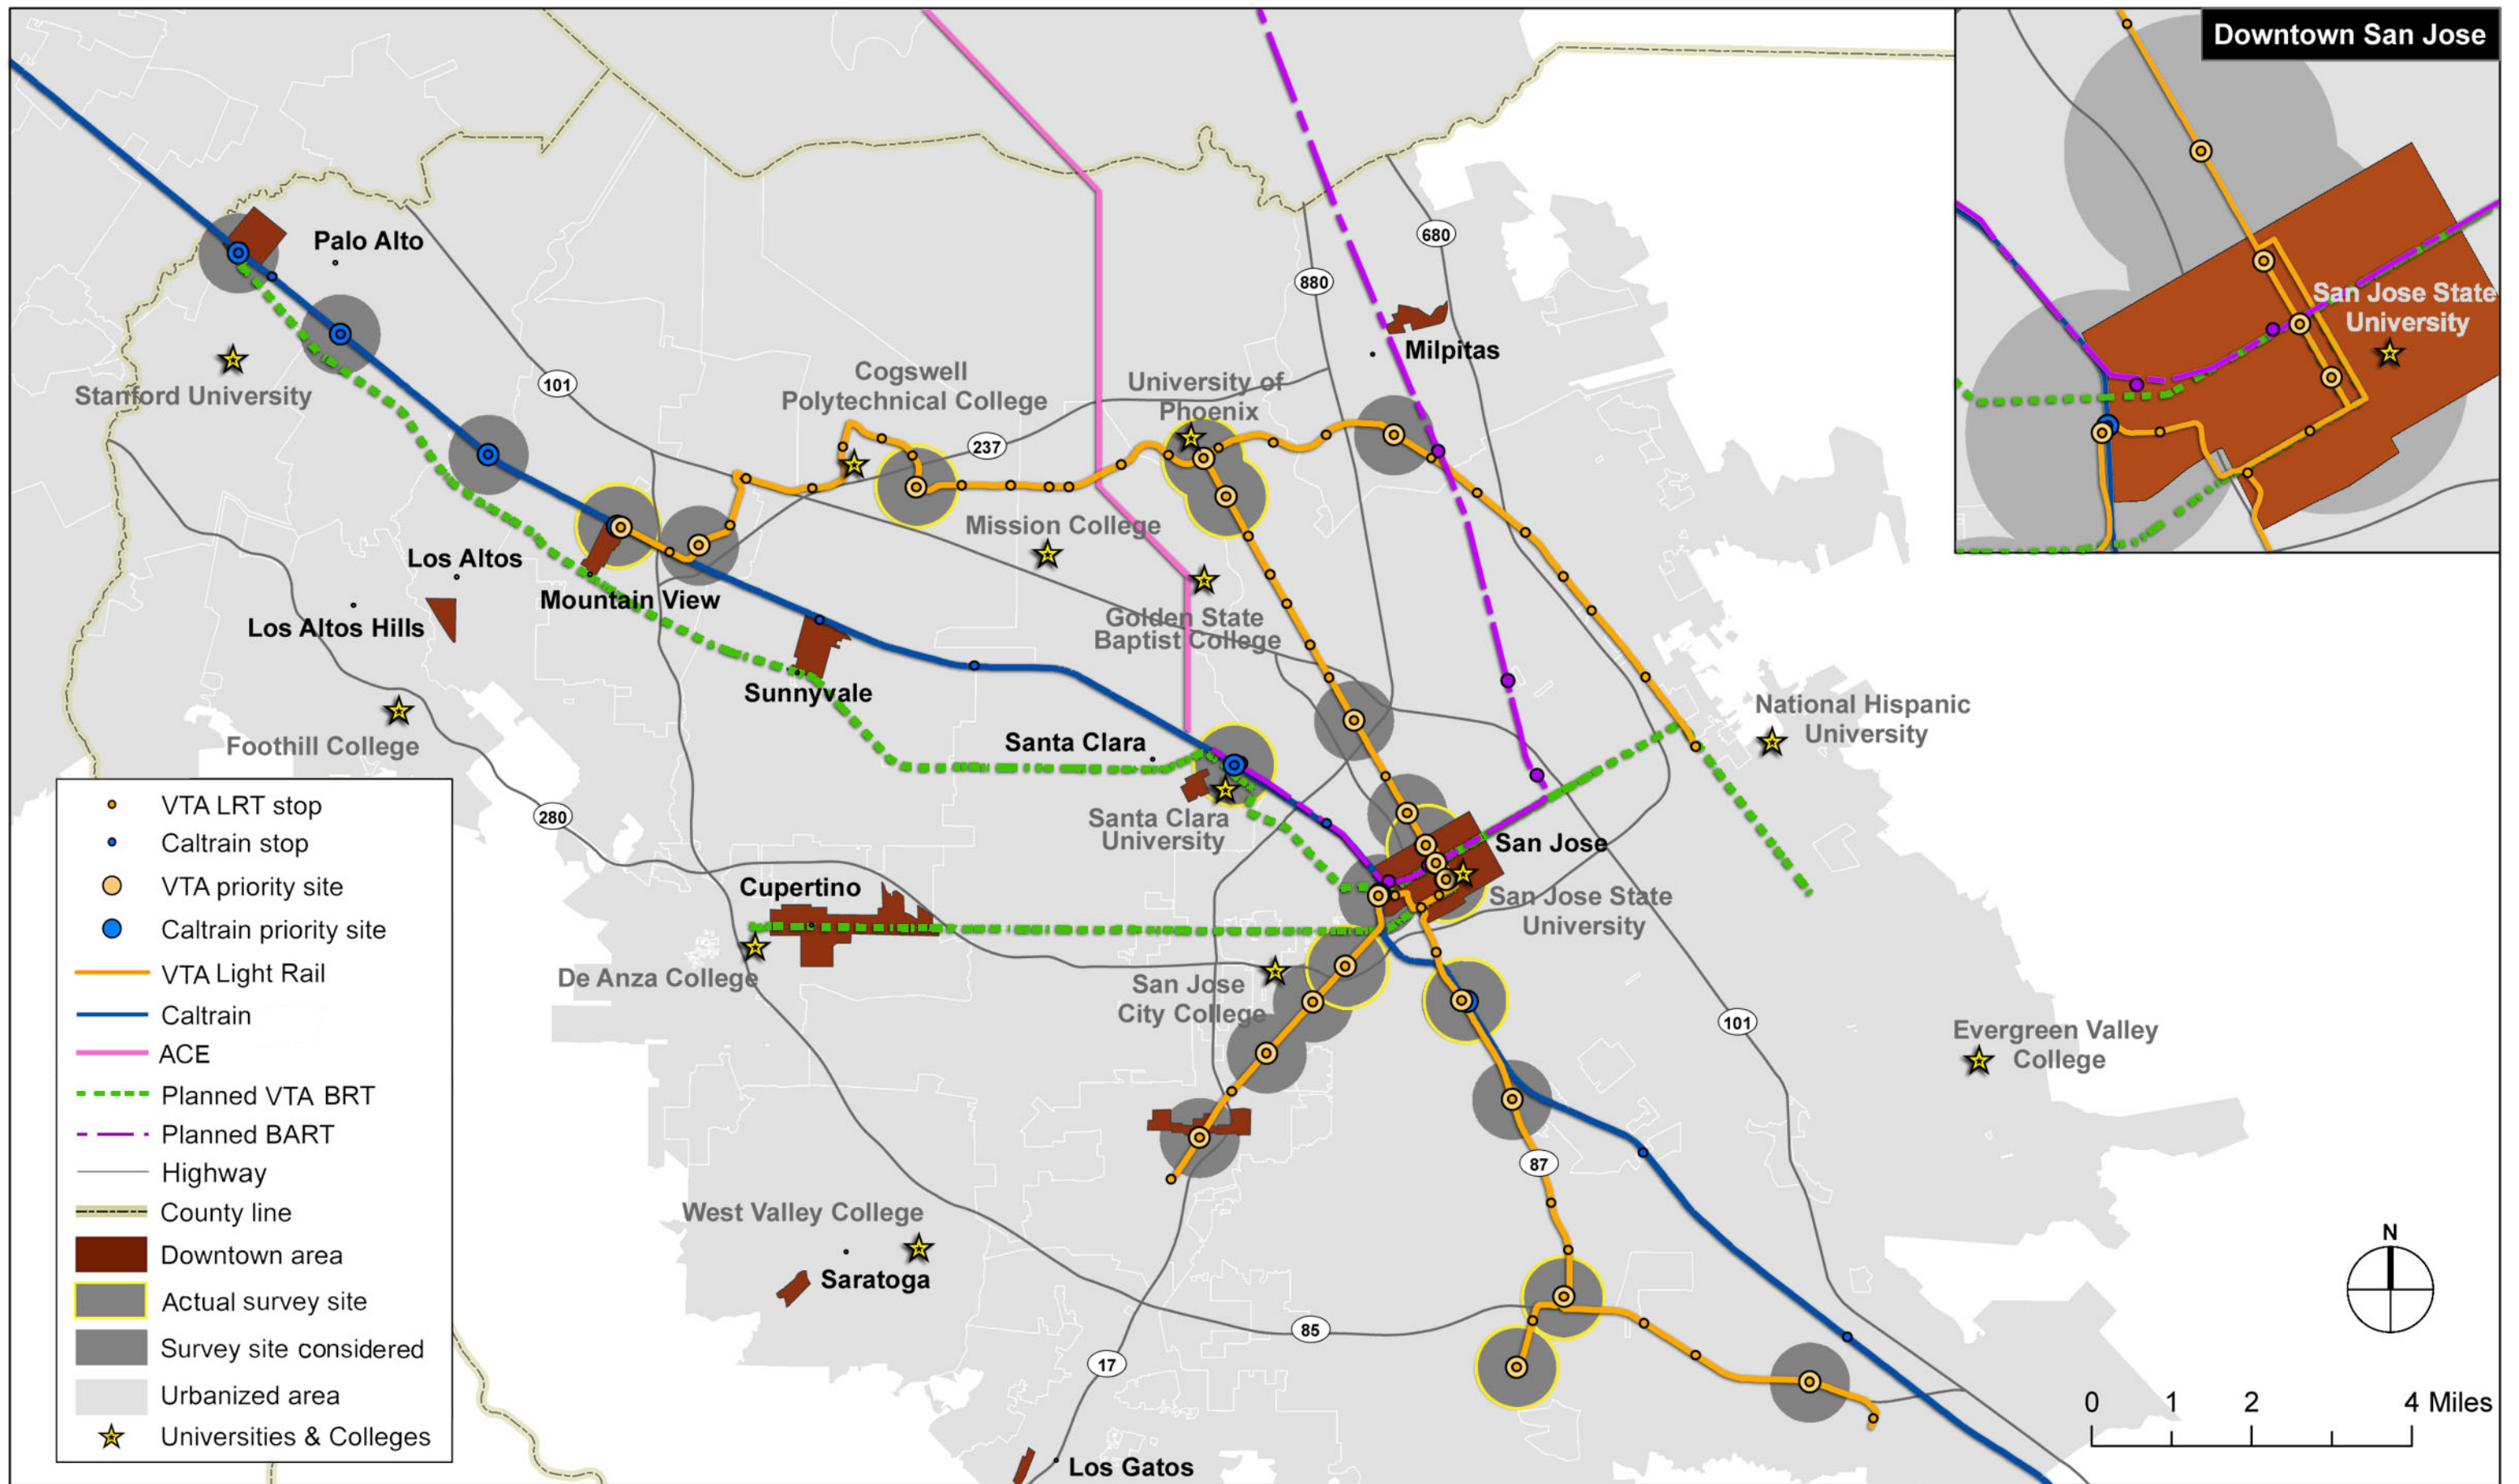 Downtown San Jose
San Jose State
University
Palo Alto
Stanford University
101
Cogswell
Polytechnical College
237
University of
Phoenix
880
680
Milpitas
Mission College
Los Altos
Mountain View
Los Altos Hills
Golden State
Baptist College
Sunnyvale
Foothill College
Santa Clara
National Hispanic
University
Santa Clara
University
280
San Jose
San Jose State
University
Cupertino
De Anza College
San Jose
City College
101
Evergreen Valley
College
87
West Valley College
Saratoga
85
17
Los Gatos
VTA LRT stop
Caltrain stop
VTA priority site
Caltrain priority site
VTA Light Rail
Caltrain
ACE
Planned VTA BRT
Planned BART
Highway
County line
Downtown area
Actual survey site
Survey site considered
Urbanized area
Universities & Colleges
N
0 1 2 4 Miles